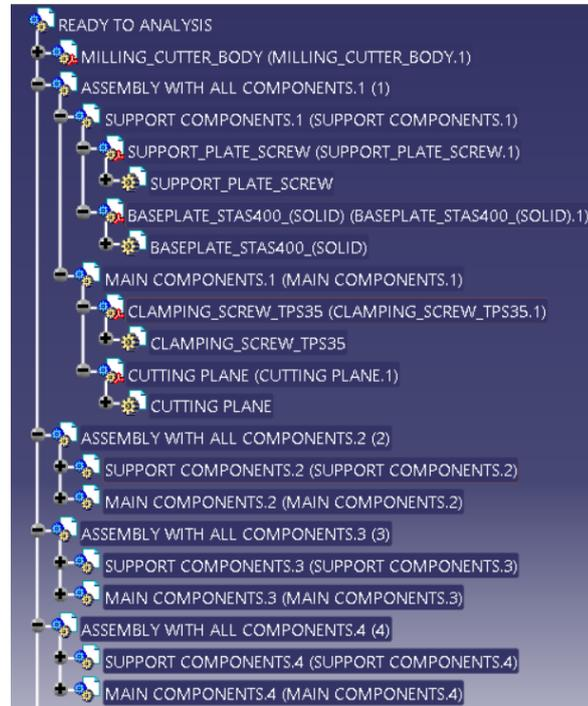 READY TO ANALYSIS
MILLING_CUTTER_BODY (MILLING_CUTTER_BODY.1)
ASSEMBLY WITH ALL COMPONENTS.1 (1)
SUPPORT COMPONENTS.1 (SUPPORT COMPONENTS.1)
SUPPORT_PLATE_SCREW (SUPPORT_PLATE_SCREW.1)
SUPPORT_PLATE_SCREW
BASEPLATE_STAS400_(SOLID) (BASEPLATE_STAS400_(SOLID).1)
BASEPLATE_STAS400_(SOLID)
MAIN COMPONENTS.1 (MAIN COMPONENTS.1)
CLAMPING_SCREW_TPS35 (CLAMPING_SCREW_TPS35.1)
CLAMPING_SCREW_TPS35
CUTTING PLANE (CUTTING PLANE.1)
CUTTING PLANE
ASSEMBLY WITH ALL COMPONENTS.2 (2)
SUPPORT COMPONENTS.2 (SUPPORT COMPONENTS.2)
MAIN COMPONENTS.2 (MAIN COMPONENTS.2)
ASSEMBLY WITH ALL COMPONENTS.3 (3)
SUPPORT COMPONENTS.3 (SUPPORT COMPONENTS.3)
MAIN COMPONENTS.3 (MAIN COMPONENTS.3)
ASSEMBLY WITH ALL COMPONENTS.4 (4)
SUPPORT COMPONENTS.4 (SUPPORT COMPONENTS.4)
MAIN COMPONENTS.4 (MAIN COMPONENTS.4)